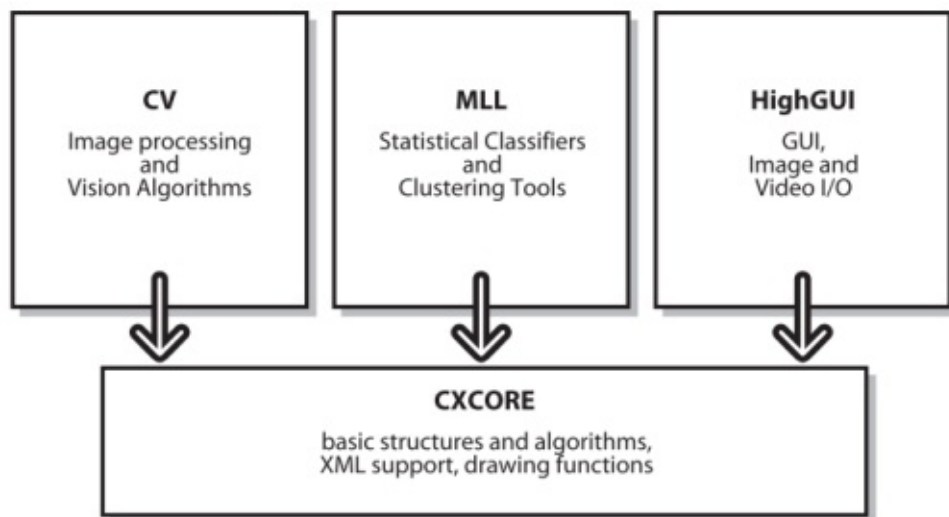 CV
Image processing
and
Vision Algorithms
MLL
Statistical Classifiers
and
Clustering Tools
HighGUI
GUI,
Image and
Video I/O
CXCORE
basic structures and algorithms,
XML support, drawing functions